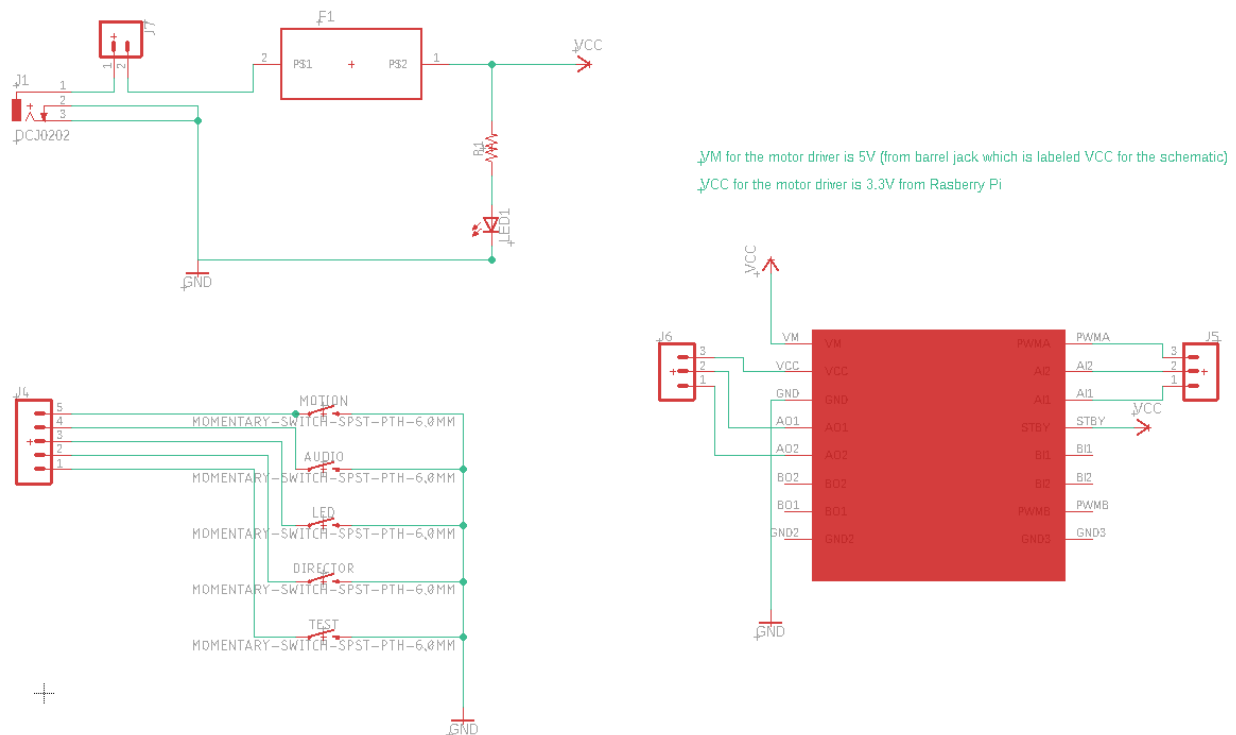 F1
J7
1
2
2
PS1
PS2
1
VCC
J1
1
2
3
DCJ0202
R1
LED1
GND
VM for the motor driver is 5V (from barrel jack which is labeled VCC for the schematic)
VCC for the motor driver is 3.3V from Rasberry Pi
VCC
J6
3
2
1
VM
VCC
GND
AO1
AO2
BO2
BO1
GND2
VM
VCC
GND
AO1
AO2
BO2
BO1
GND2
PWMA
AI2
AI1
STBY
BI1
BI2
PWMB
GND3
PWMA
AI2
AI1
STBY
BI1
BI2
PWMB
GND3
J5
3
2
1
VCC
GND
J4
5
4
3
2
1
MOTION
MOMENTARY-SWITCH-SPST-PTH-6.0MM
AUDIO
MOMENTARY-SWITCH-SPST-PTH-6.0MM
LED
MOMENTARY-SWITCH-SPST-PTH-6.0MM
DIRECTOR
MOMENTARY-SWITCH-SPST-PTH-6.0MM
TEST
MOMENTARY-SWITCH-SPST-PTH-6.0MM
GND